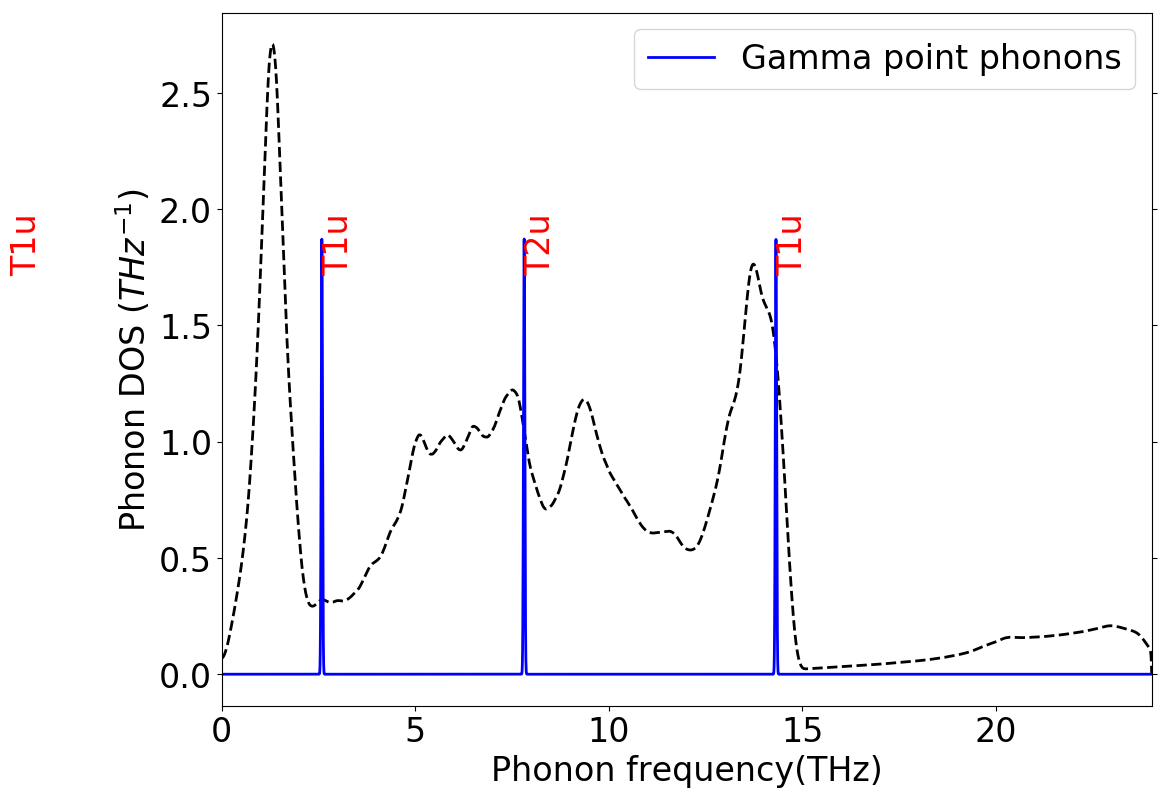 Gamma point phonons
Phonon DOS (THz⁻¹)
2.5
2.0
1.5
1.0
0.5
0.0
T1u
T1u
T2u
T1u
0
5
10
15
20
Phonon frequency(THz)